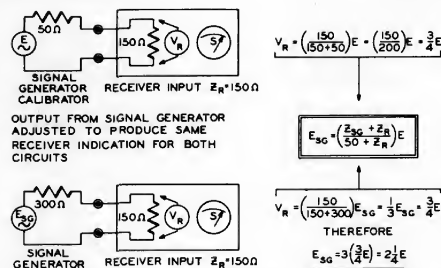 50Ω
E
150Ω
V_R
S
SIGNAL
GENERATOR
CALIBRATOR
RECEIVER INPUT Z_R=150Ω
OUTPUT FROM SIGNAL GENERATOR
ADJUSTED TO PRODUCE SAME
RECEIVER INDICATION FOR BOTH
CIRCUITS
300Ω
E_SG
150Ω
V_R
S
SIGNAL
GENERATOR
RECEIVER INPUT Z_R=150Ω
V_R = (150/150+50)E = (150/200)E = 3/4 E
E_SG = (Z_SG + Z_R / 50 + Z_R)E
V_R = (150/150+300)E_SG = 1/3 E_SG = 3/4 E
THEREFORE
E_SG = 3(3/4 E) = 2 1/4 E